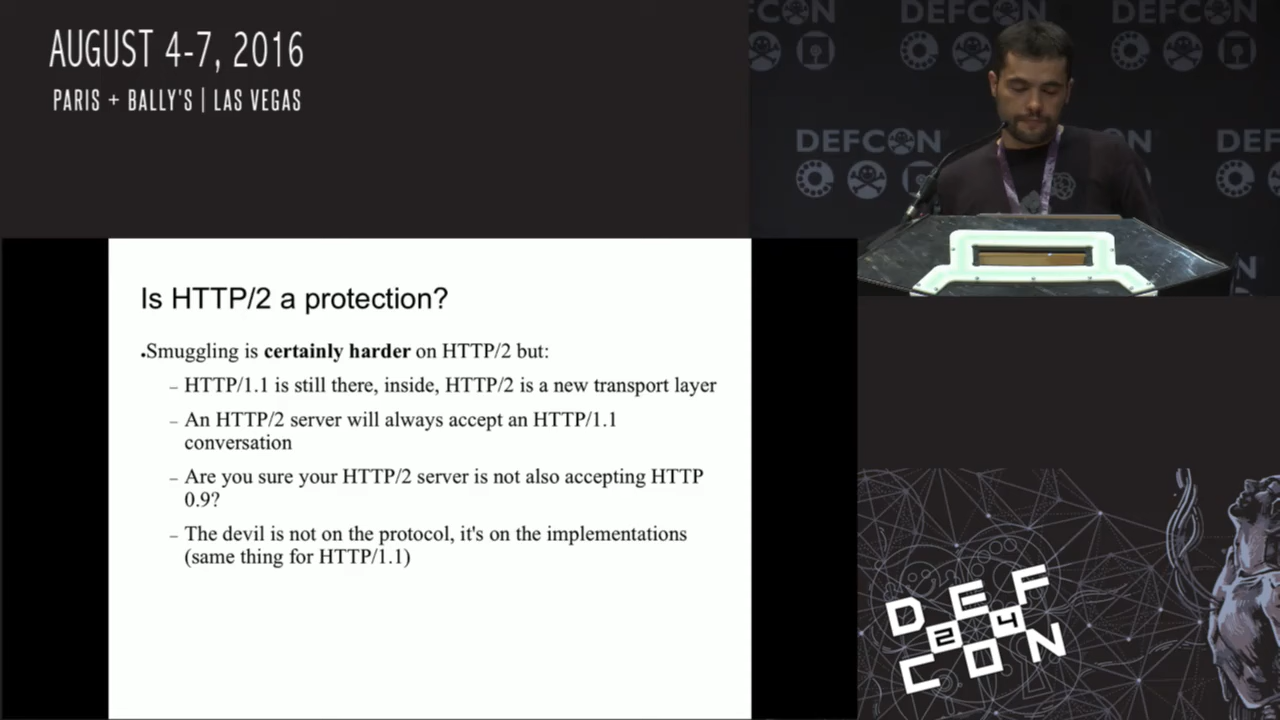 AUGUST 4-7, 2016
PARIS + BALLY'S | LAS VEGAS
DEFCON
DEFCON
DEFCON
DEFCON
Is HTTP/2 a protection?
•Smuggling is certainly harder on HTTP/2 but:
– HTTP/1.1 is still there, inside, HTTP/2 is a new transport layer
– An HTTP/2 server will always accept an HTTP/1.1
conversation
– Are you sure your HTTP/2 server is not also accepting HTTP
0.9?
– The devil is not on the protocol, it's on the implementations
(same thing for HTTP/1.1)
DEF
24
CON